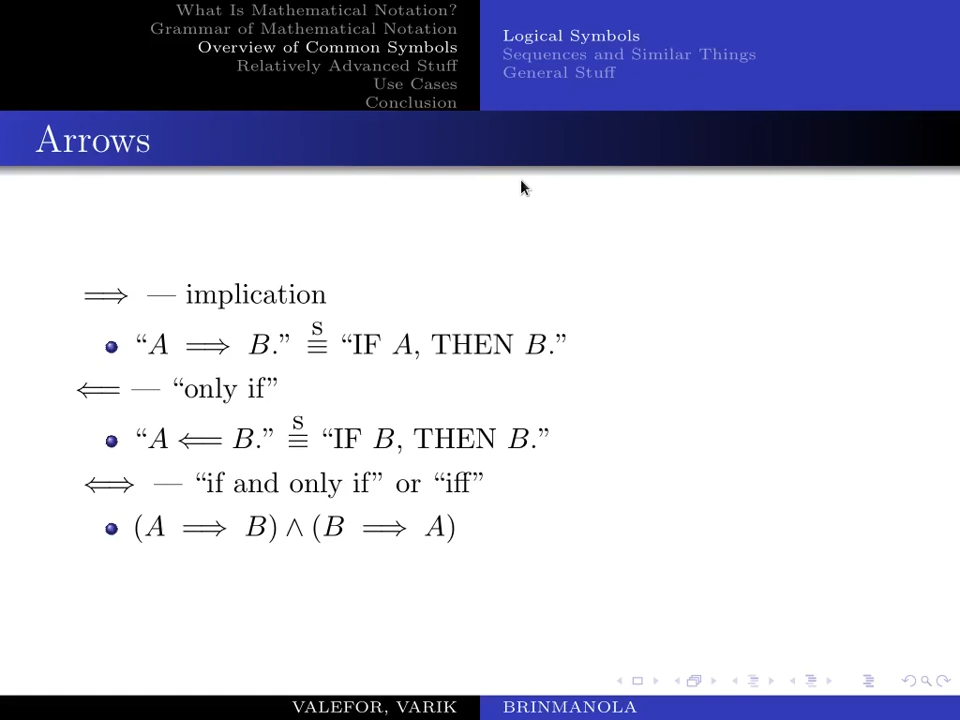 What Is Mathematical Notation?
Grammar of Mathematical Notation
Overview of Common Symbols
Relatively Advanced Stuff
Use Cases
Conclusion
Logical Symbols
Sequences and Similar Things
General Stuff
Arrows
⟹ — implication
“A ⟹ B.” ≡ˢ “IF A, THEN B.”
⟸ — “only if”
“A ⟸ B.” ≡ˢ “IF B, THEN B.”
⟺ — “if and only if” or “iff”
(A ⟹ B) ∧ (B ⟹ A)
VALEFOR, VARIK
BRINMANOLA